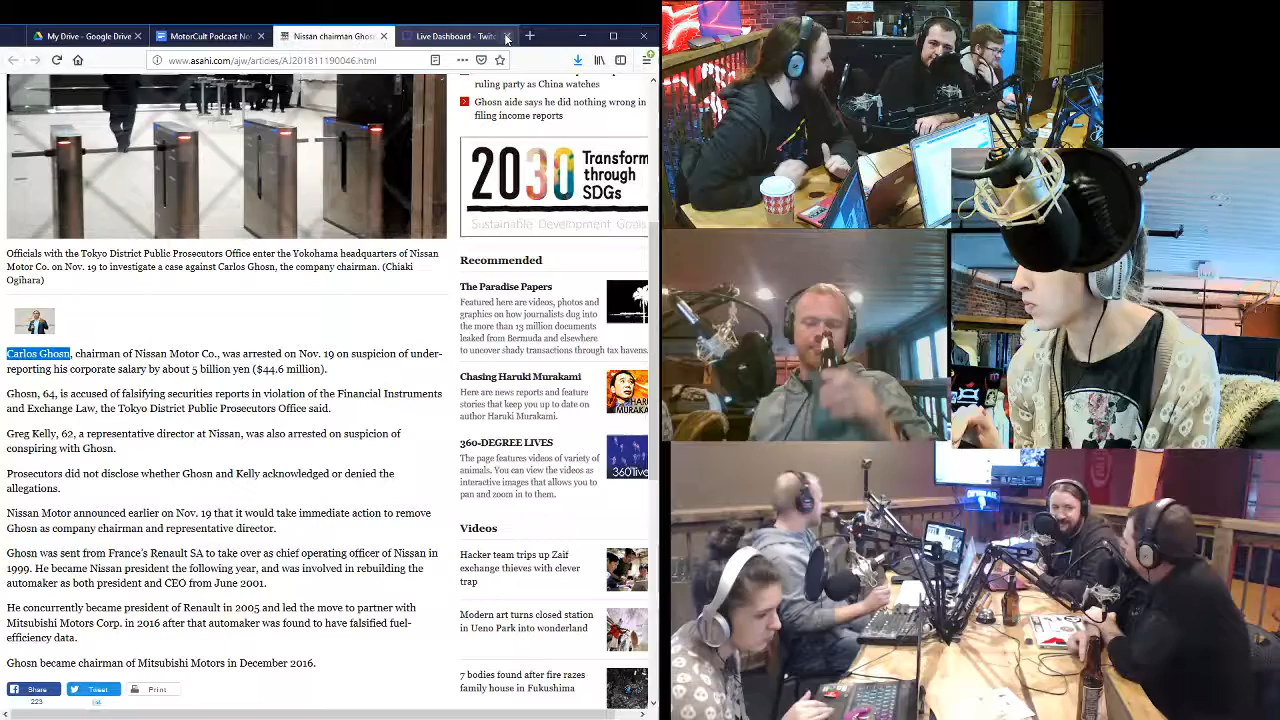 My Drive - Google Drive
MotorCult Podcast No
Nissan chairman Ghosn
Live Dashboard - Twitc
www.asahi.com/ajw/articles/AJ201811190046.html
Officials with the Tokyo District Public Prosecutors Office enter the Yokohama headquarters of Nissan
Motor Co. on Nov. 19 to investigate a case against Carlos Ghosn, the company chairman. (Chiaki
Ogihara)
Carlos Ghosn, chairman of Nissan Motor Co., was arrested on Nov. 19 on suspicion of under-
reporting his corporate salary by about 5 billion yen ($44.6 million).
Ghosn, 64, is accused of falsifying securities reports in violation of the Financial Instruments
and Exchange Law, the Tokyo District Public Prosecutors Office said.
Greg Kelly, 62, a representative director at Nissan, was also arrested on suspicion of
conspiring with Ghosn.
Prosecutors did not disclose whether Ghosn and Kelly acknowledged or denied the
allegations.
Nissan Motor announced earlier on Nov. 19 that it would take immediate action to remove
Ghosn as company chairman and representative director.
Ghosn was sent from France's Renault SA to take over as chief operating officer of Nissan in
1999. He became Nissan president the following year, and was involved in rebuilding the
automaker as both president and CEO from June 2001.
He concurrently became president of Renault in 2005 and led the move to partner with
Mitsubishi Motors Corp. in 2016 after that automaker was found to have falsified fuel-
efficiency data.
Ghosn became chairman of Mitsubishi Motors in December 2016.
Share
Tweet
Print
223
ruling party as China watches
Ghosn aide says he did nothing wrong in
filing income reports
2030 Transform
through
SDGs
Sustainable Development Goals
Recommended
The Paradise Papers
Featured here are videos, photos and
graphics on how journalists dug into
the more than 13 million documents
leaked from Bermuda and elsewhere
to uncover shady transactions through tax havens.
Chasing Haruki Murakami
Here are news reports and feature
stories that keep you up to date on
author Haruki Murakami.
HARUKI
MURAKAMI
360-DEGREE LIVES
The page features videos of variety of
animals. You can view the videos as
interactive images that allows you to
pan and zoom in to them.
360°live
Videos
Hacker team trips up Zaif
exchange thieves with clever
trap
Modern art turns closed station
in Ueno Park into wonderland
7 bodies found after fire razes
family house in Fukushima